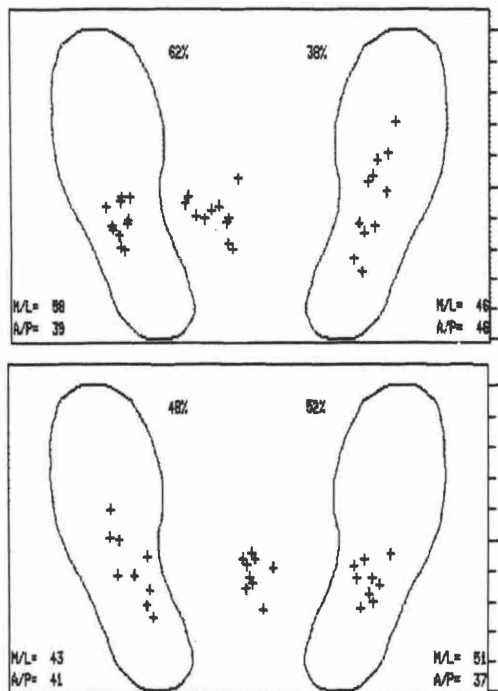 62% 38%
M/L= 58 M/L= 46
A/P= 39 A/P= 46
48% 52%
M/L= 43 M/L= 51
A/P= 41 A/P= 37